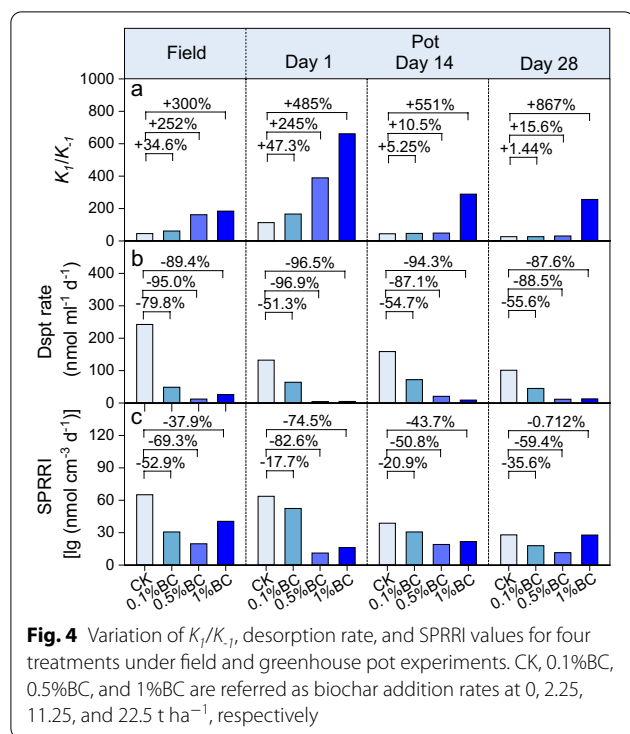 Field
Pot
Day 1
Day 14
Day 28
a
K₁/K₋₁
1000
800
600
400
200
0
+300%
+252%
+34.6%
+485%
+245%
+47.3%
+551%
+10.5%
+5.25%
+867%
+15.6%
+1.44%
b
Dspt rate
(nmol ml⁻¹ d⁻¹)
400
300
200
100
0
-89.4%
-95.0%
-79.8%
-96.5%
-96.9%
-51.3%
-94.3%
-87.1%
-54.7%
-87.6%
-88.5%
-55.6%
c
SPRRI
[lg (nmol cm⁻³ d⁻¹)]
120
90
60
30
0
-37.9%
-69.3%
-52.9%
-74.5%
-82.6%
-17.7%
-43.7%
-50.8%
-20.9%
-0.712%
-59.4%
-35.6%
CK 0.1%BC 0.5%BC 1%BC CK 0.1%BC 0.5%BC 1%BC CK 0.1%BC 0.5%BC 1%BC CK 0.1%BC 0.5%BC 1%BC
Fig. 4 Variation of K₁/K₋₁, desorption rate, and SPRRI values for four
treatments under field and greenhouse pot experiments. CK, 0.1%BC,
0.5%BC, and 1%BC are referred as biochar addition rates at 0, 2.25,
11.25, and 22.5 t ha⁻¹, respectively